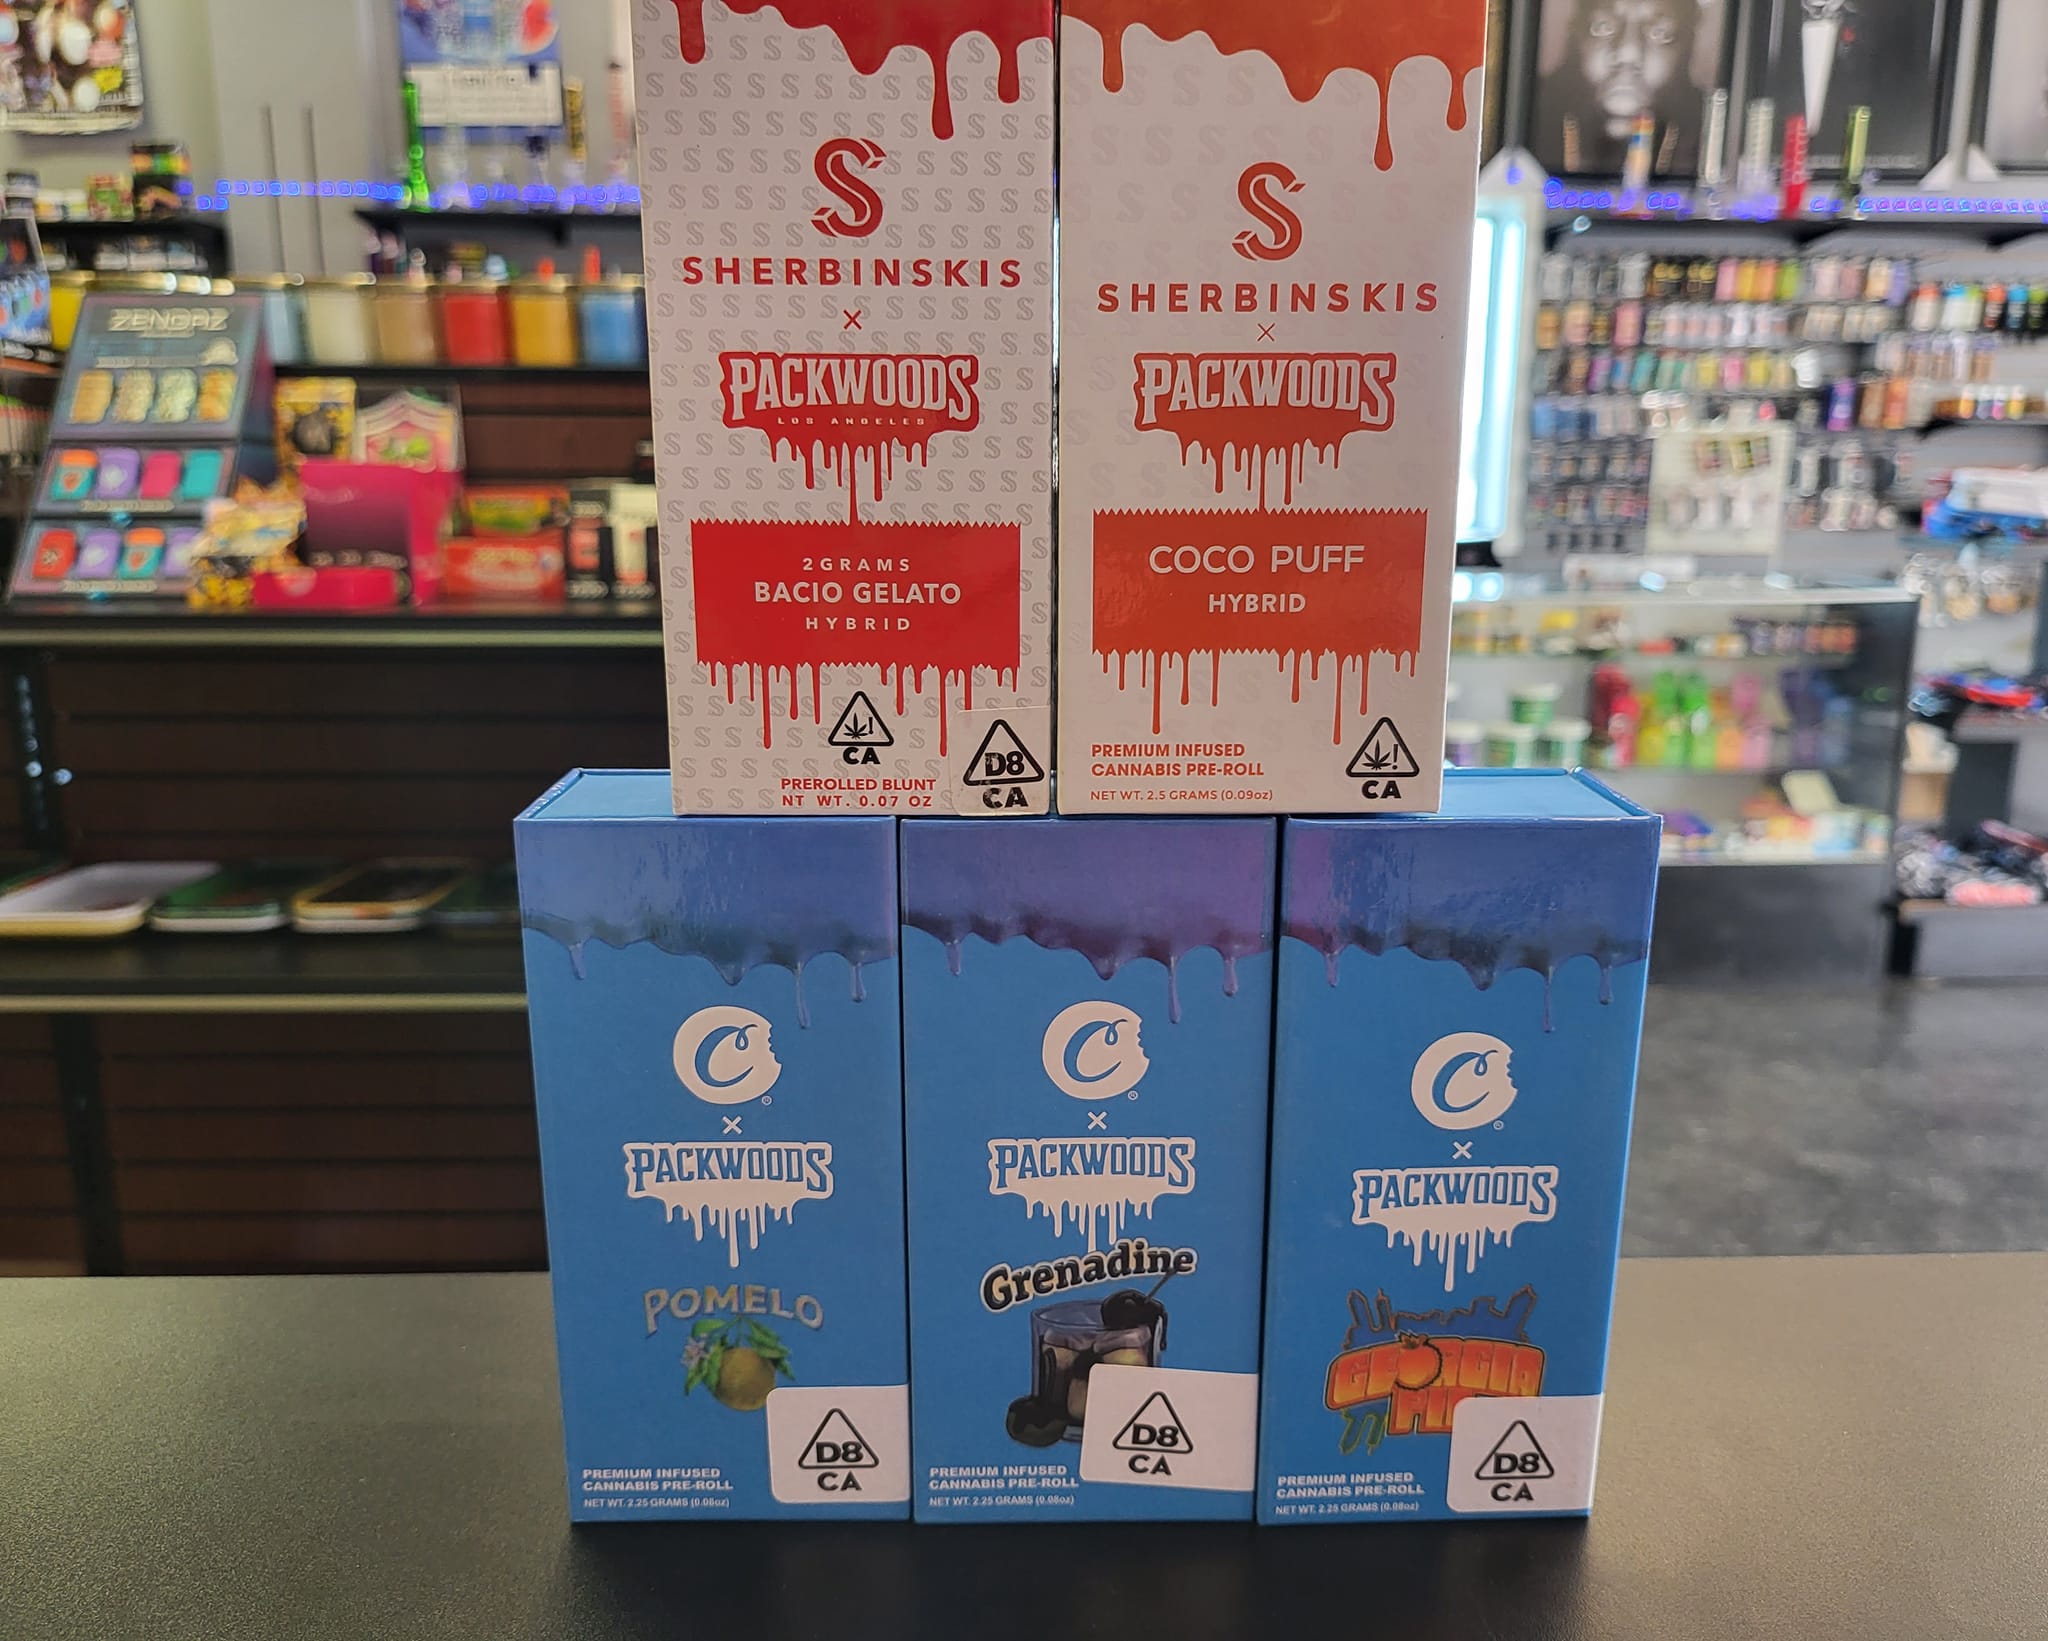 SHERBINSKIS
×
PACKWOODS
LOS ANGELES
2 GRAMS
BACIO GELATO
HYBRID
CA
PREROLLED BLUNT
NT WT. 0.07 OZ
D8
CA
SHERBINSKIS
×
PACKWOODS
COCO PUFF
HYBRID
PREMIUM INFUSED
CANNABIS PRE-ROLL
NET WT. 2.5 GRAMS (0.09oz)
CA
C
×
PACKWOODS
POMELO
PREMIUM INFUSED
CANNABIS PRE-ROLL
NET WT. 2.25 GRAMS (0.08oz)
D8
CA
C
×
PACKWOODS
Grenadine
PREMIUM INFUSED
CANNABIS PRE-ROLL
NET WT. 2.25 GRAMS (0.08oz)
D8
CA
C
×
PACKWOODS
GEORGIA
PREMIUM INFUSED
CANNABIS PRE-ROLL
NET WT. 2.25 GRAMS (0.08oz)
D8
CA